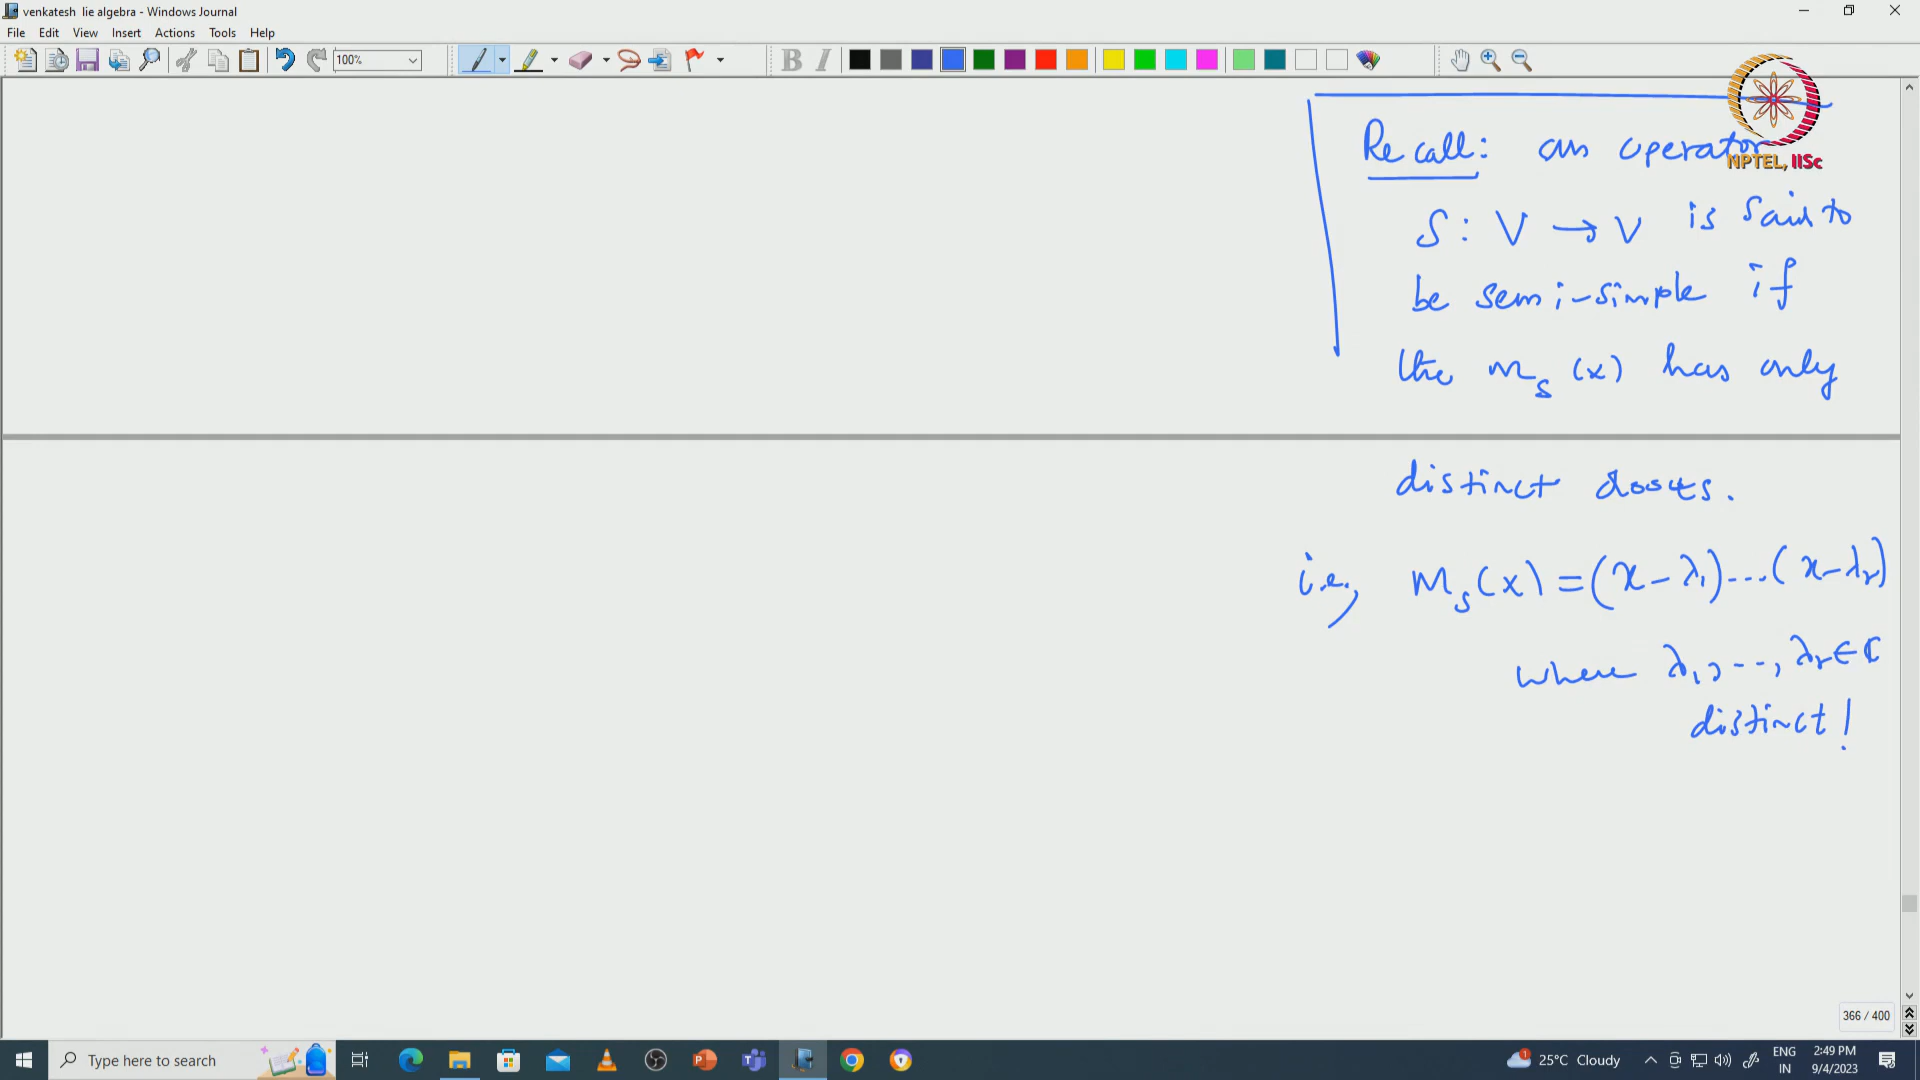 venkatesh lie algebra - Windows Journal
File Edit View Insert Actions Tools Help
100%
B I
NPTEL, IISc
Recall: an operator
S : V → V is said to
be semi-simple if
the m_s (x) has only
distinct roots.
i.e., m_s (x) = (x - λ_1) ... (x - λ_r)
where λ_1, ..., λ_r ∈ ℂ
distinct!
366 / 400
Type here to search
1 25°C Cloudy
ENG
IN
2:49 PM
9/4/2023